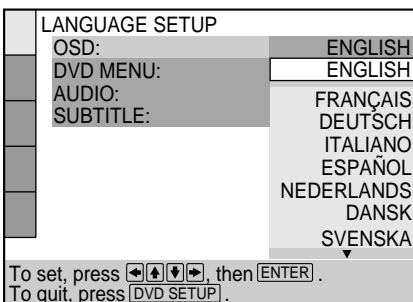 LANGUAGE SETUP
OSD: ENGLISH
DVD MENU: ENGLISH
AUDIO: FRANÇAIS
SUBTITLE: DEUTSCH
ITALIANO
ESPAÑOL
NEDERLANDS
DANSK
SVENSKA
To set, press ←↑↓→, then ENTER .
To quit, press DVD SETUP .